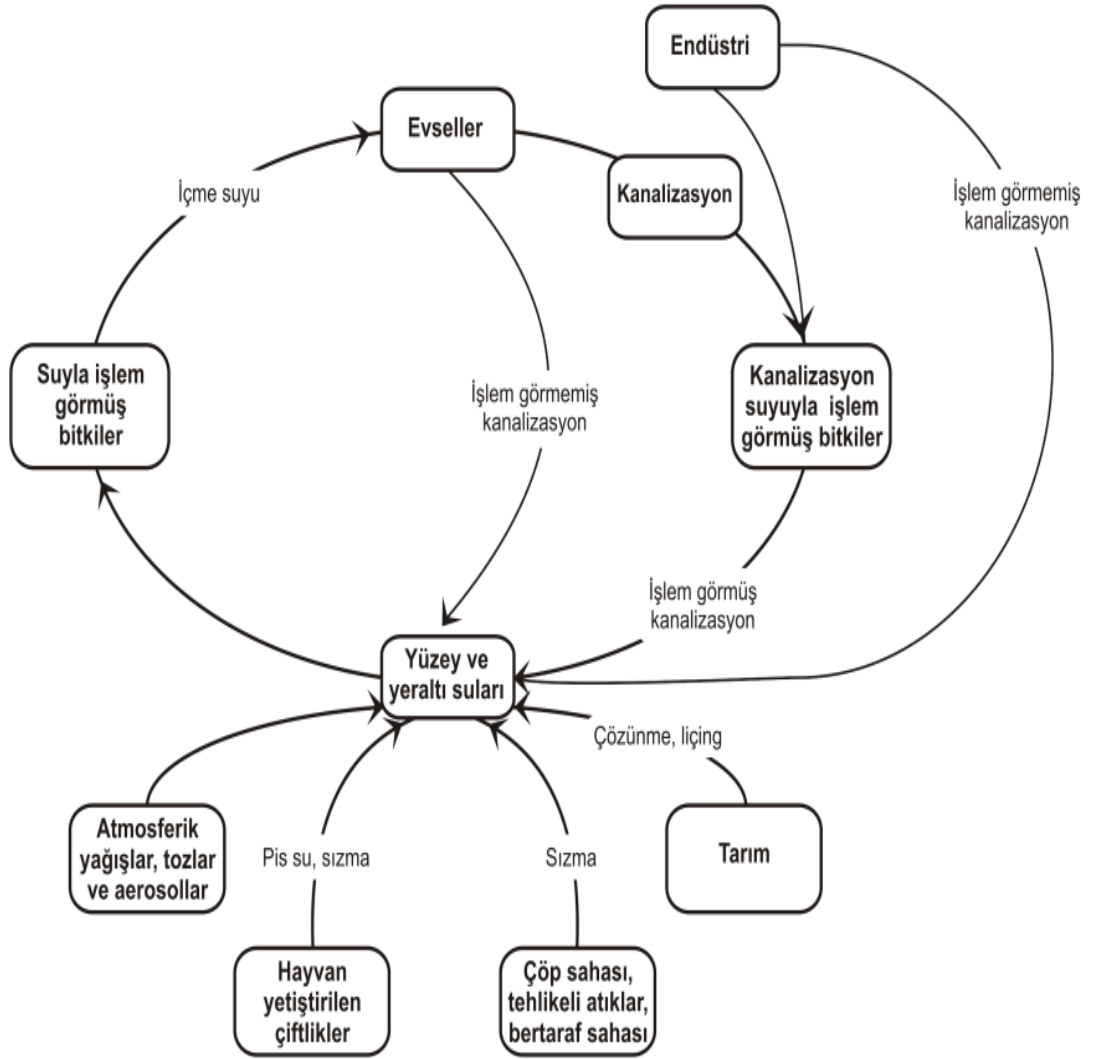 Endüstri
Evseller
Kanalizasyon
İçme suyu
İşlem görmemiş
kanalizasyon
Suyla işlem
görmüş
bitkiler
İşlem görmemiş
kanalizasyon
Kanalizasyon
suyuyla işlem
görmüş bitkiler
İşlem görmüş
kanalizasyon
Yüzey ve
yeraltı suları
Çözünme, liçing
Atmosferik
yağışlar, tozlar
ve aerosollar
Pis su, sızma
Sızma
Tarım
Hayvan
yetiştirilen
çiftlikler
Çöp sahası,
tehlikeli atıklar,
bertaraf sahası